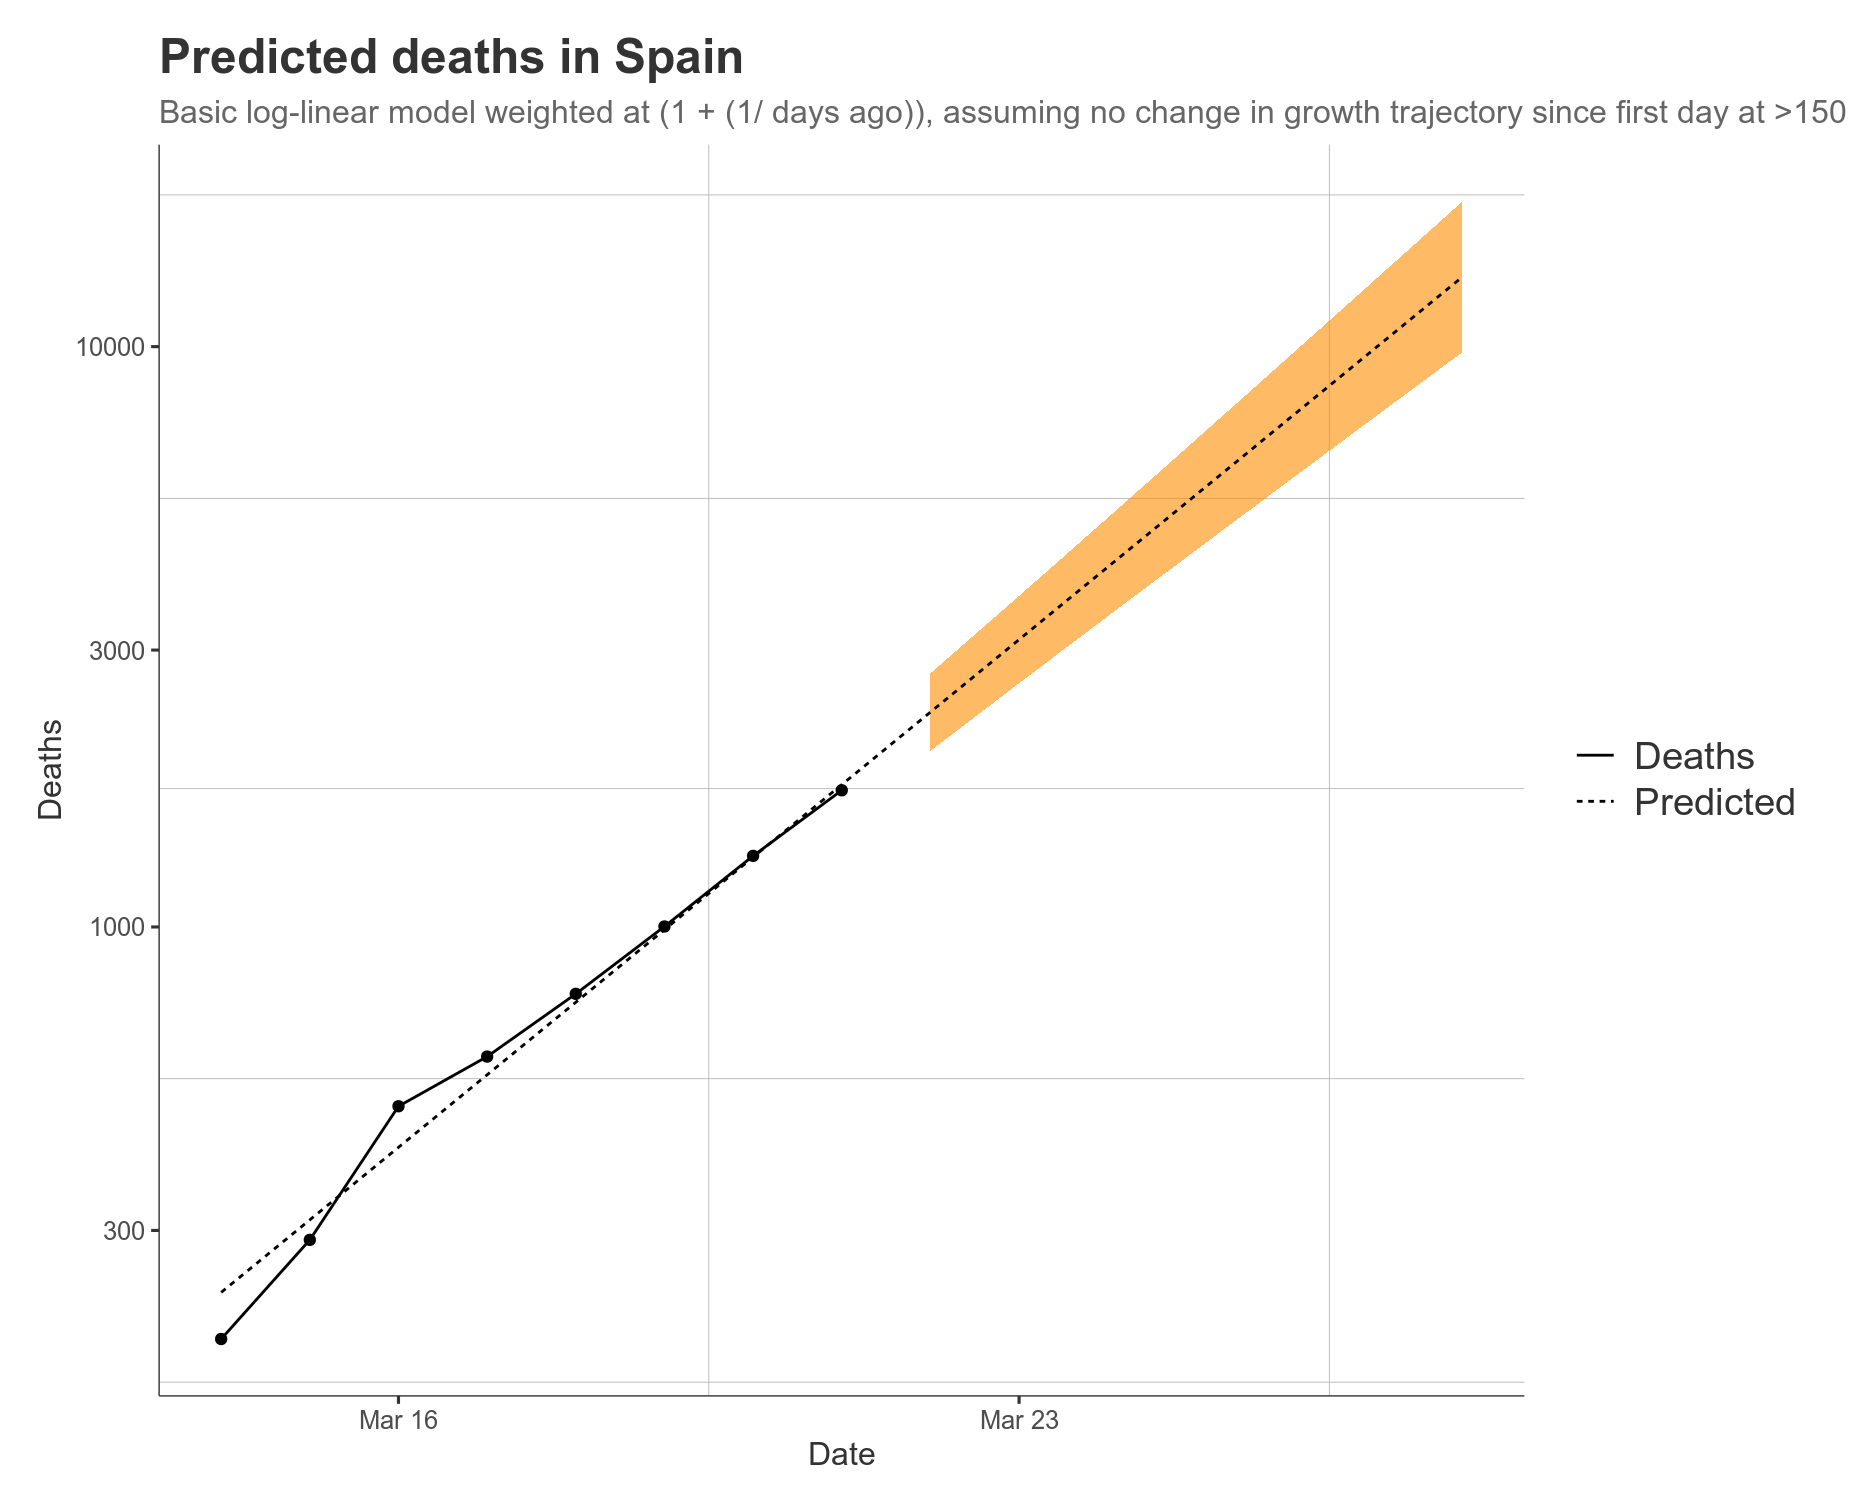 Predicted deaths in Spain
Basic log-linear model weighted at (1 + (1/ days ago)), assuming no change in growth trajectory since first day at >150
10000
3000
1000
300
Deaths
Mar 16
Mar 23
Date
Deaths
Predicted